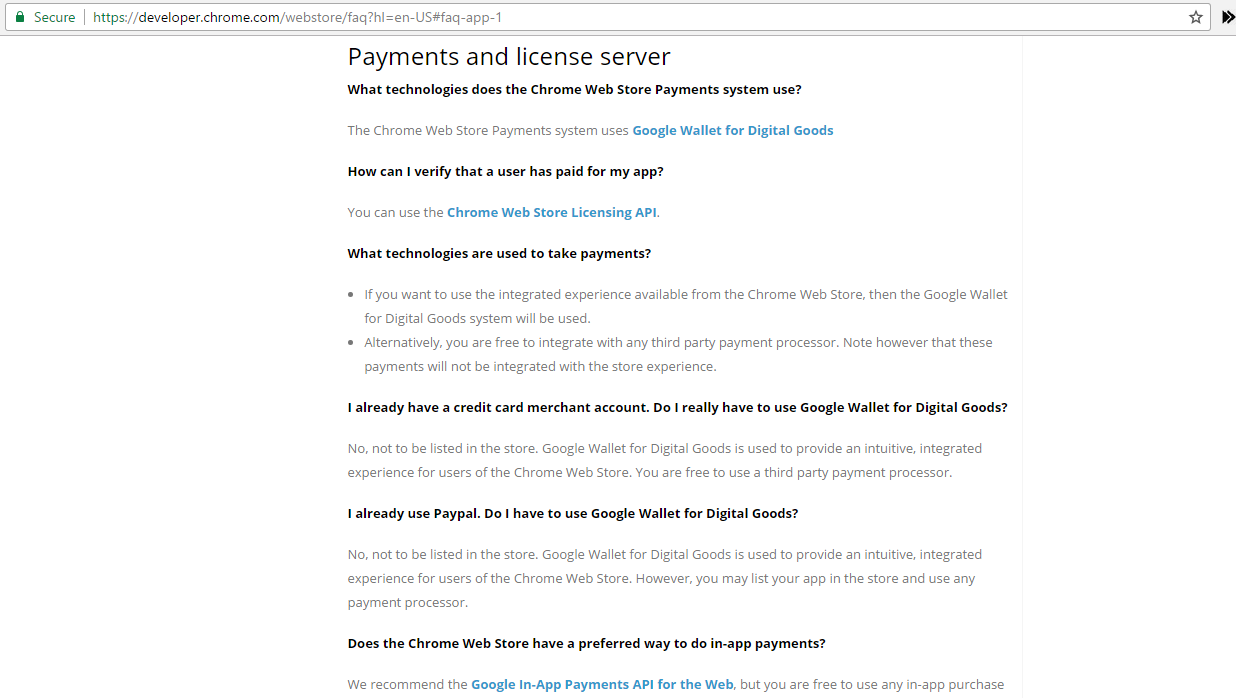 Secure https://developer.chrome.com/webstore/faq?hl=en-US#faq-app-1
Payments and license server
What technologies does the Chrome Web Store Payments system use?
The Chrome Web Store Payments system uses Google Wallet for Digital Goods
How can I verify that a user has paid for my app?
You can use the Chrome Web Store Licensing API.
What technologies are used to take payments?
If you want to use the integrated experience available from the Chrome Web Store, then the Google Wallet
for Digital Goods system will be used.
Alternatively, you are free to integrate with any third party payment processor. Note however that these
payments will not be integrated with the store experience.
I already have a credit card merchant account. Do I really have to use Google Wallet for Digital Goods?
No, not to be listed in the store. Google Wallet for Digital Goods is used to provide an intuitive, integrated
experience for users of the Chrome Web Store. You are free to use a third party payment processor.
I already use Paypal. Do I have to use Google Wallet for Digital Goods?
No, not to be listed in the store. Google Wallet for Digital Goods is used to provide an intuitive, integrated
experience for users of the Chrome Web Store. However, you may list your app in the store and use any
payment processor.
Does the Chrome Web Store have a preferred way to do in-app payments?
We recommend the Google In-App Payments API for the Web, but you are free to use any in-app purchase